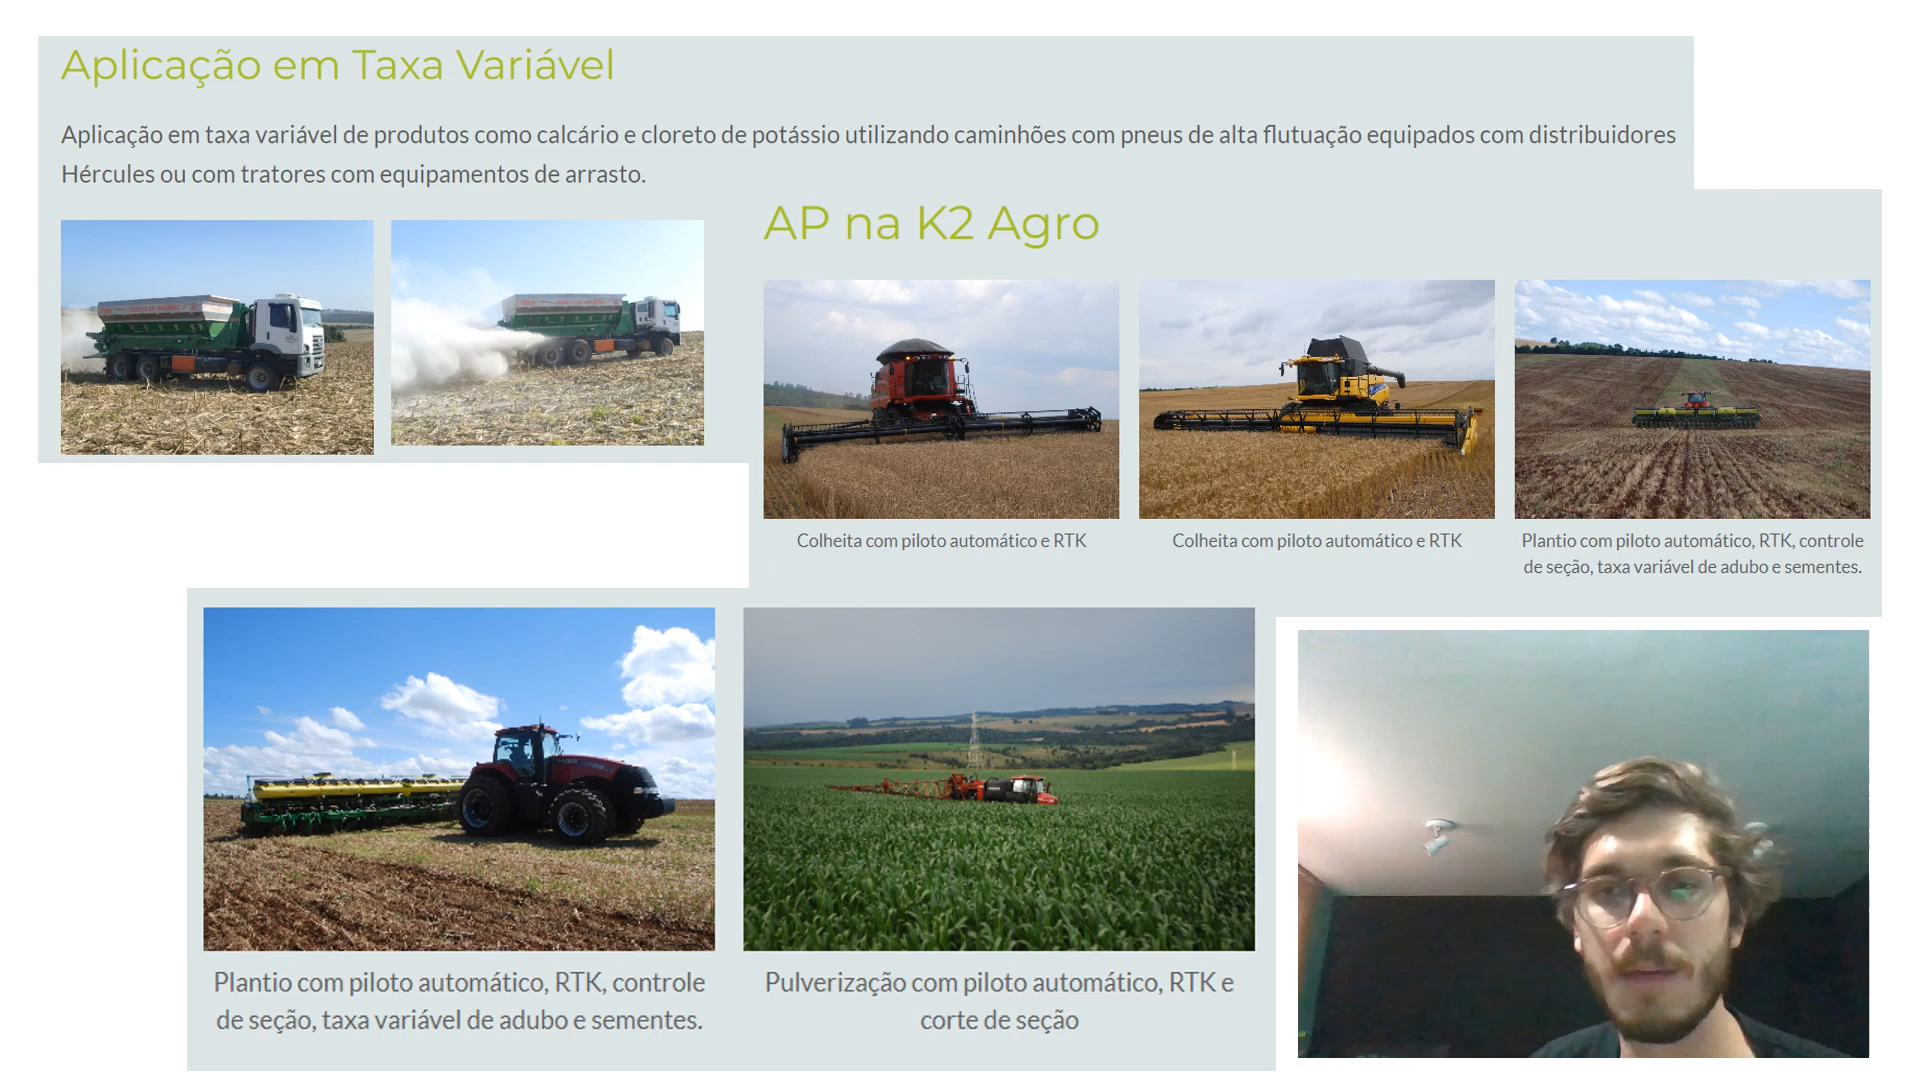 Aplicação em Taxa Variável
Aplicação em taxa variável de produtos como calcário e cloreto de potássio utilizando caminhões com pneus de alta flutuação equipados com distribuidores
Hércules ou com tratores com equipamentos de arrasto.
AP na K2 Agro
Colheita com piloto automático e RTK
Colheita com piloto automático e RTK
Plantio com piloto automático, RTK, controle
de seção, taxa variável de adubo e sementes.
Plantio com piloto automático, RTK, controle
de seção, taxa variável de adubo e sementes.
Pulverização com piloto automático, RTK e
corte de seção